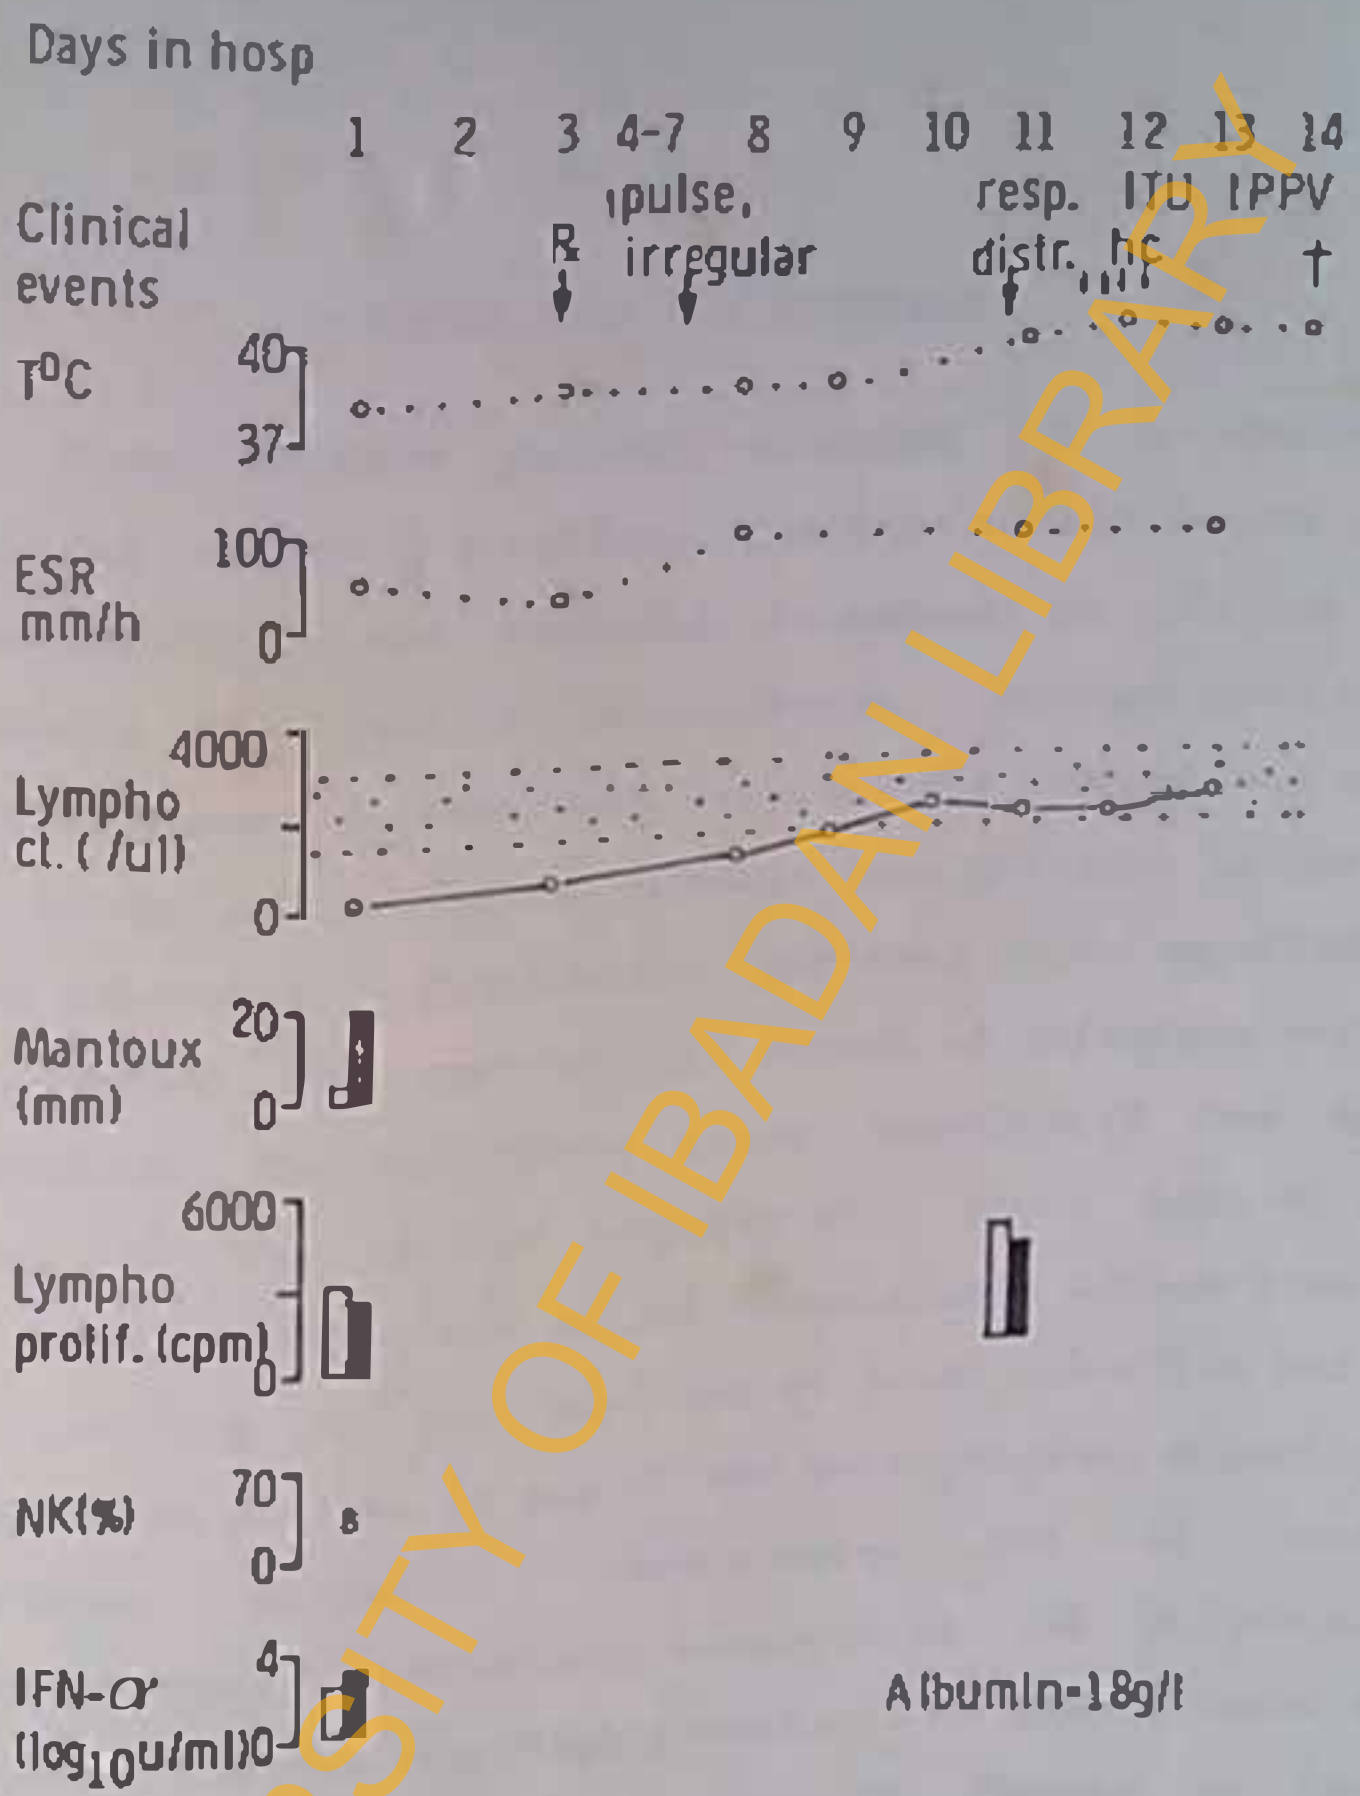 Days in hosp
1 2 3 4-7 8 9 10 11 12 13 14
Clinical events
R pulse, irregular
resp. distr. ITU hc IPPV †
T⁰C
40
37
ESR mm/h
100
0
Lympho ct. ( /ul)
4000
0
Mantoux (mm)
20
0
Lympho prolif. (cpm)
6000
0
NK(%)
70
0
IFN-α (log10u/ml)
4
0
Albumin-18g/l
UNIVERSITY OF IBADAN LIBRARY